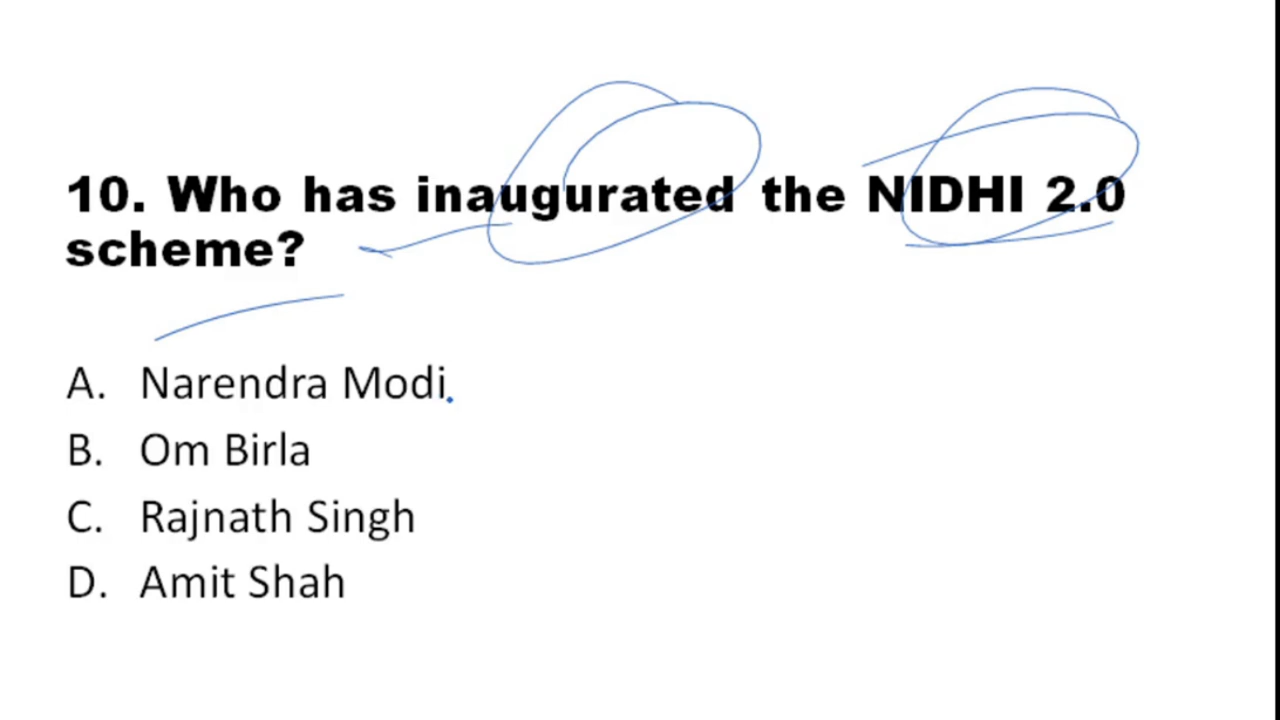 10. Who has inaugurated the NIDHI 2.0
scheme?
A. Narendra Modi
B. Om Birla
C. Rajnath Singh
D. Amit Shah